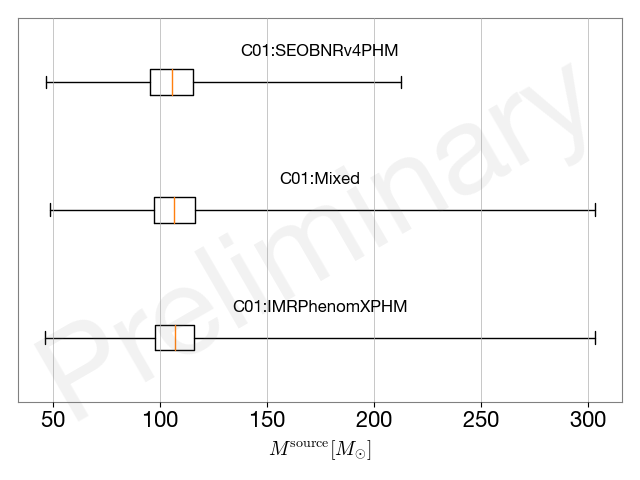 C01:SEOBNRv4PHM
C01:Mixed
C01:IMRPhenomXPHM
Preliminary
50 100 150 200 250 300
M^source [M_⊙]